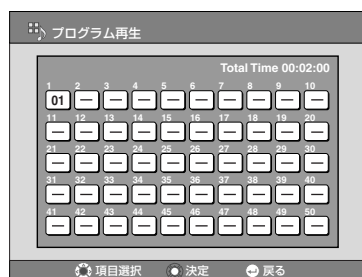 プログラム再生
Total Time 00:02:00
1 2 3 4 5 6 7 8 9 10
01 — — — — — — — — —
11 12 13 14 15 16 17 18 19 20
— — — — — — — — — —
21 22 23 24 25 26 27 28 29 30
— — — — — — — — — —
31 32 33 34 35 36 37 38 39 40
— — — — — — — — — —
41 42 43 44 45 46 47 48 49 50
— — — — — — — — — —
項目選択 決定 戻る